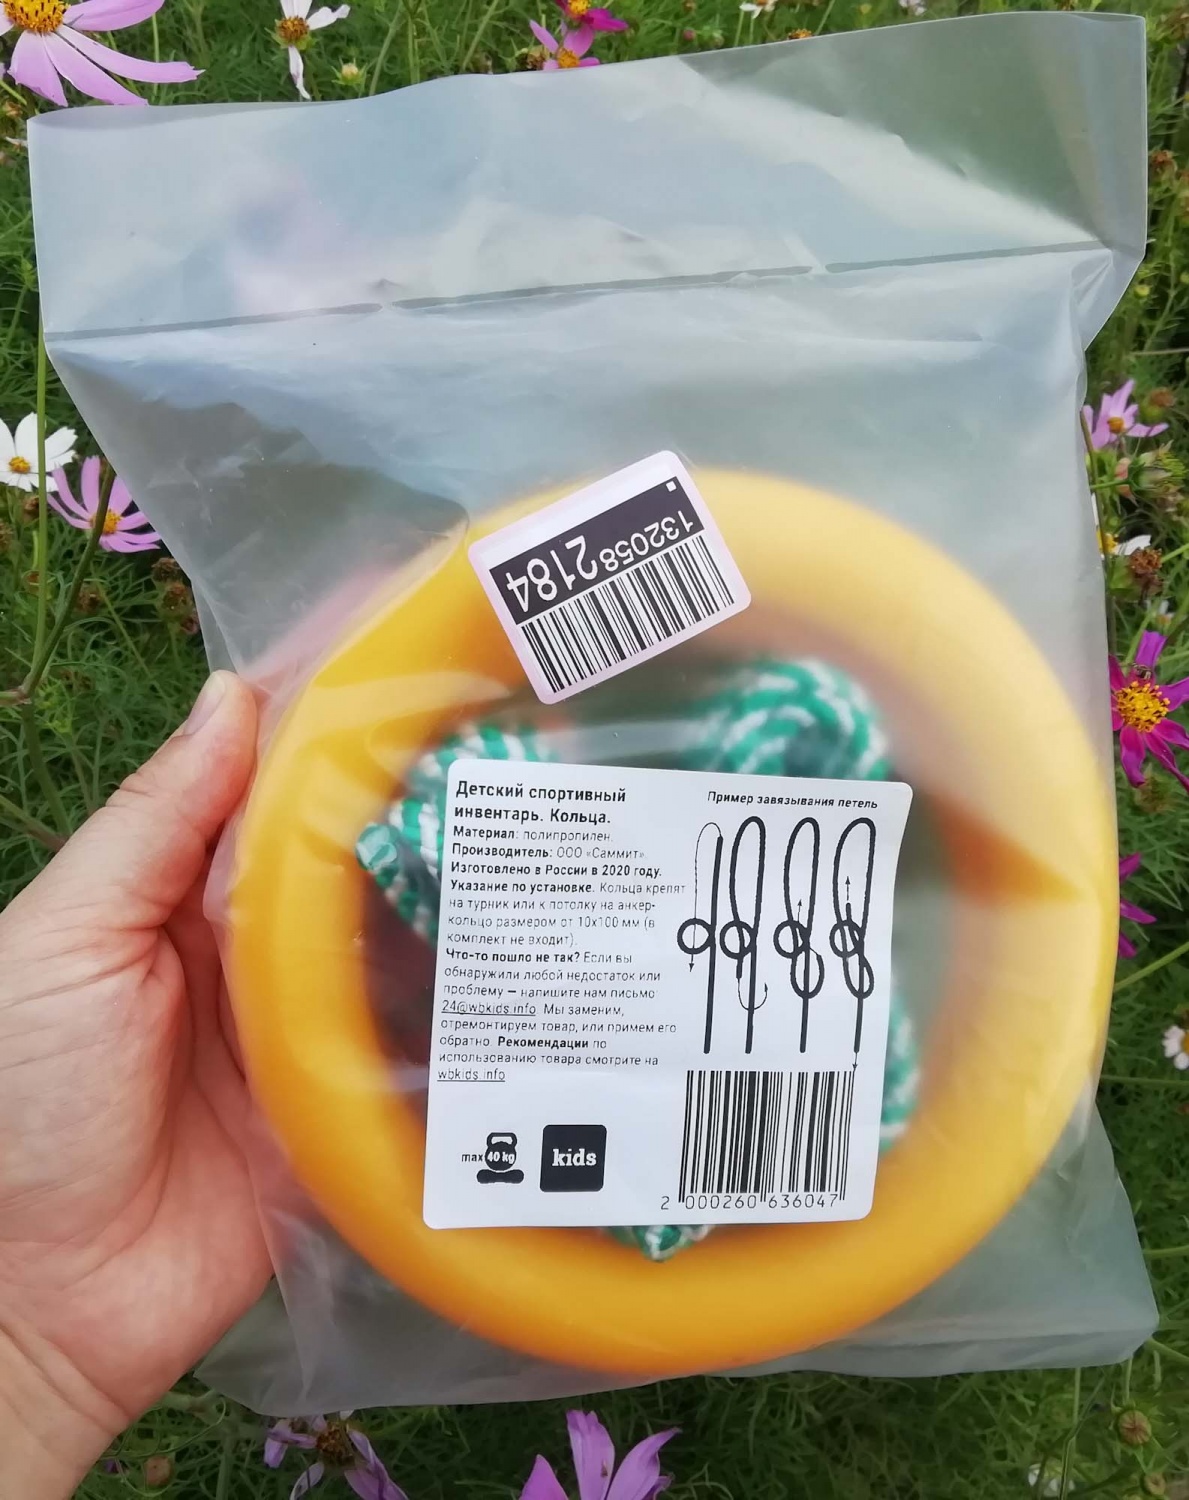 1320582184
Детский спортивный
инвентарь. Кольца.
Материал: полипропилен.
Производитель: ООО «Саммит».
Изготовлено в России в 2020 году.
Указание по установке. Кольца крепят
на турник или к потолку на анкер-
кольцо размером от 10х100 мм (в
комплект не входит).
Что-то пошло не так? Если вы
обнаружили любой недостаток или
проблему — напишите нам письмо
24@wbkids.info Мы заменим,
отремонтируем товар, или примем его
обратно. Рекомендации по
использованию товара смотрите на
wbkids.info
Пример завязывания петель
max 40 kg
kids
2 000260 636047